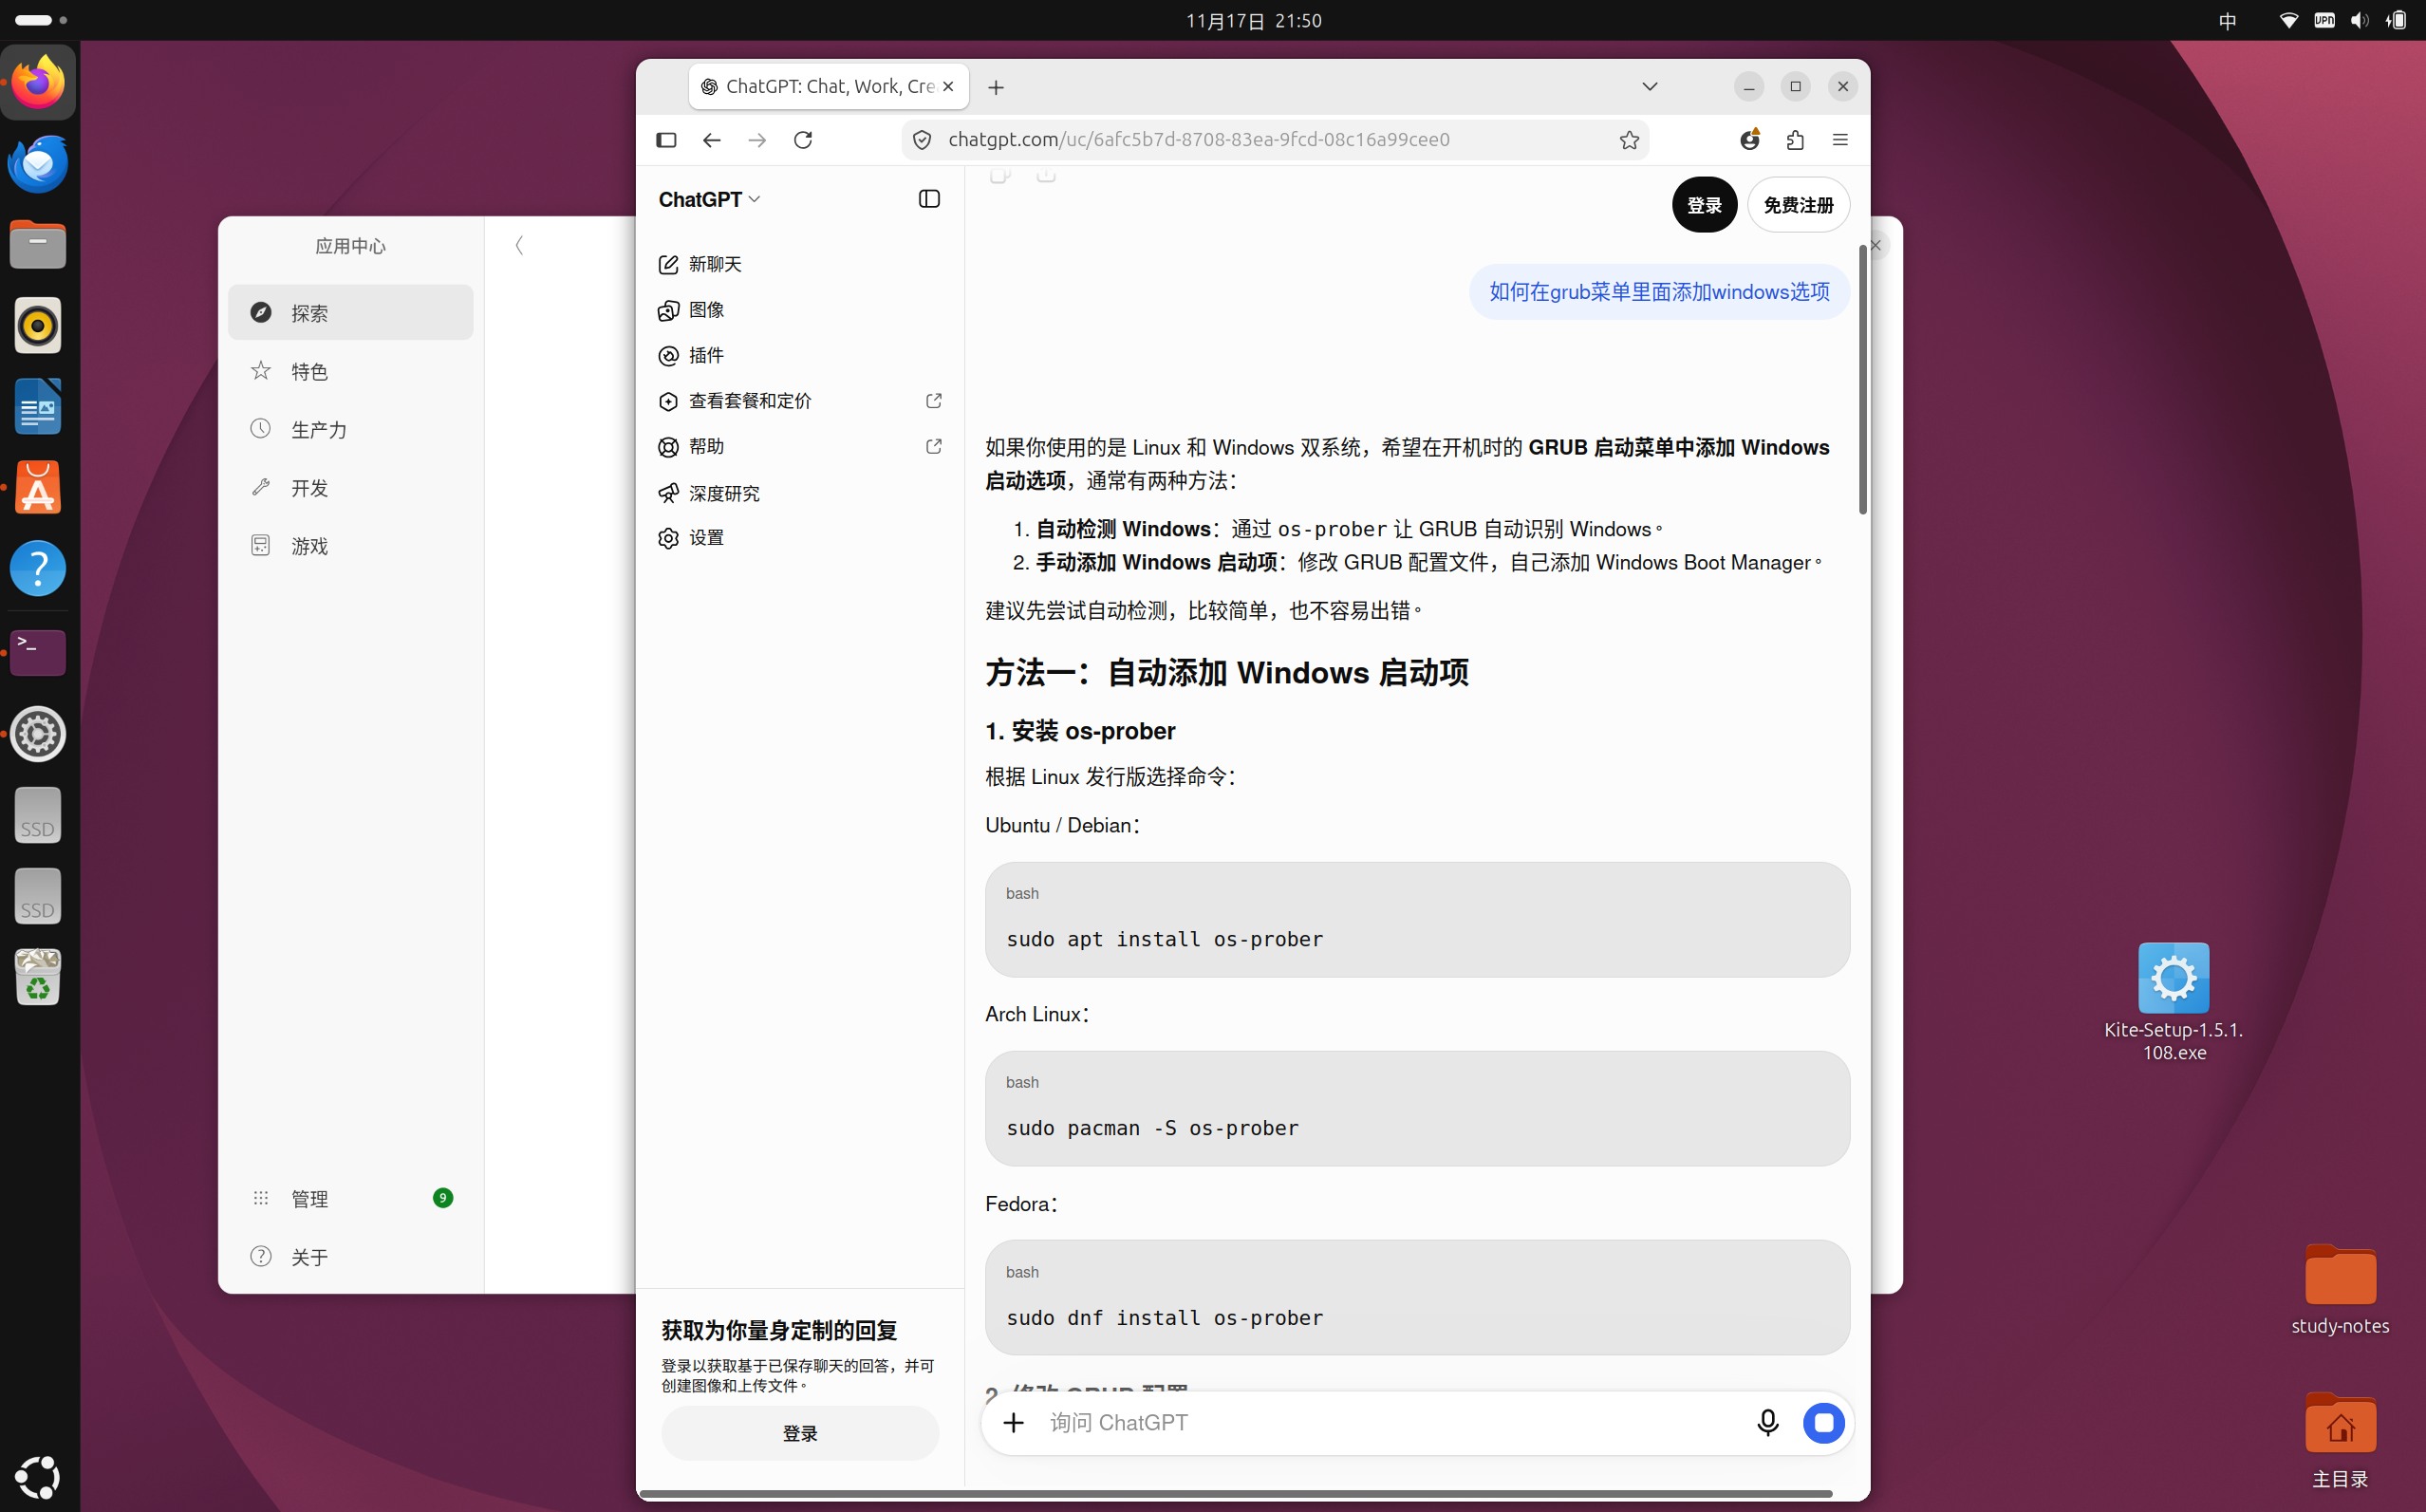 11月17日 21:50
中
VPN
应用中心
探索
特色
生产力
开发
游戏
管理
9
关于
ChatGPT: Chat, Work, Cre
chatgpt.com/uc/6afc5b7d-8708-83ea-9fcd-08c16a99cee0
ChatGPT
新聊天
图像
插件
查看套餐和定价
帮助
深度研究
设置
获取为你量身定制的回复
登录以获取基于已保存聊天的回答，并可
创建图像和上传文件。
登录
登录
免费注册
如何在grub菜单里面添加windows选项
如果你使用的是 Linux 和 Windows 双系统，希望在开机时的 GRUB 启动菜单中添加 Windows
启动选项，通常有两种方法：
1. 自动检测 Windows：通过 os-prober 让 GRUB 自动识别 Windows。
2. 手动添加 Windows 启动项：修改 GRUB 配置文件，自己添加 Windows Boot Manager。
建议先尝试自动检测，比较简单，也不容易出错。
方法一：自动添加 Windows 启动项
1. 安装 os-prober
根据 Linux 发行版选择命令：
Ubuntu / Debian：
bash
sudo apt install os-prober
Arch Linux：
bash
sudo pacman -S os-prober
Fedora：
bash
sudo dnf install os-prober
2. 修改 GRUB 配置
询问 ChatGPT
SSD
SSD
Kite-Setup-1.5.1.
108.exe
study-notes
主目录